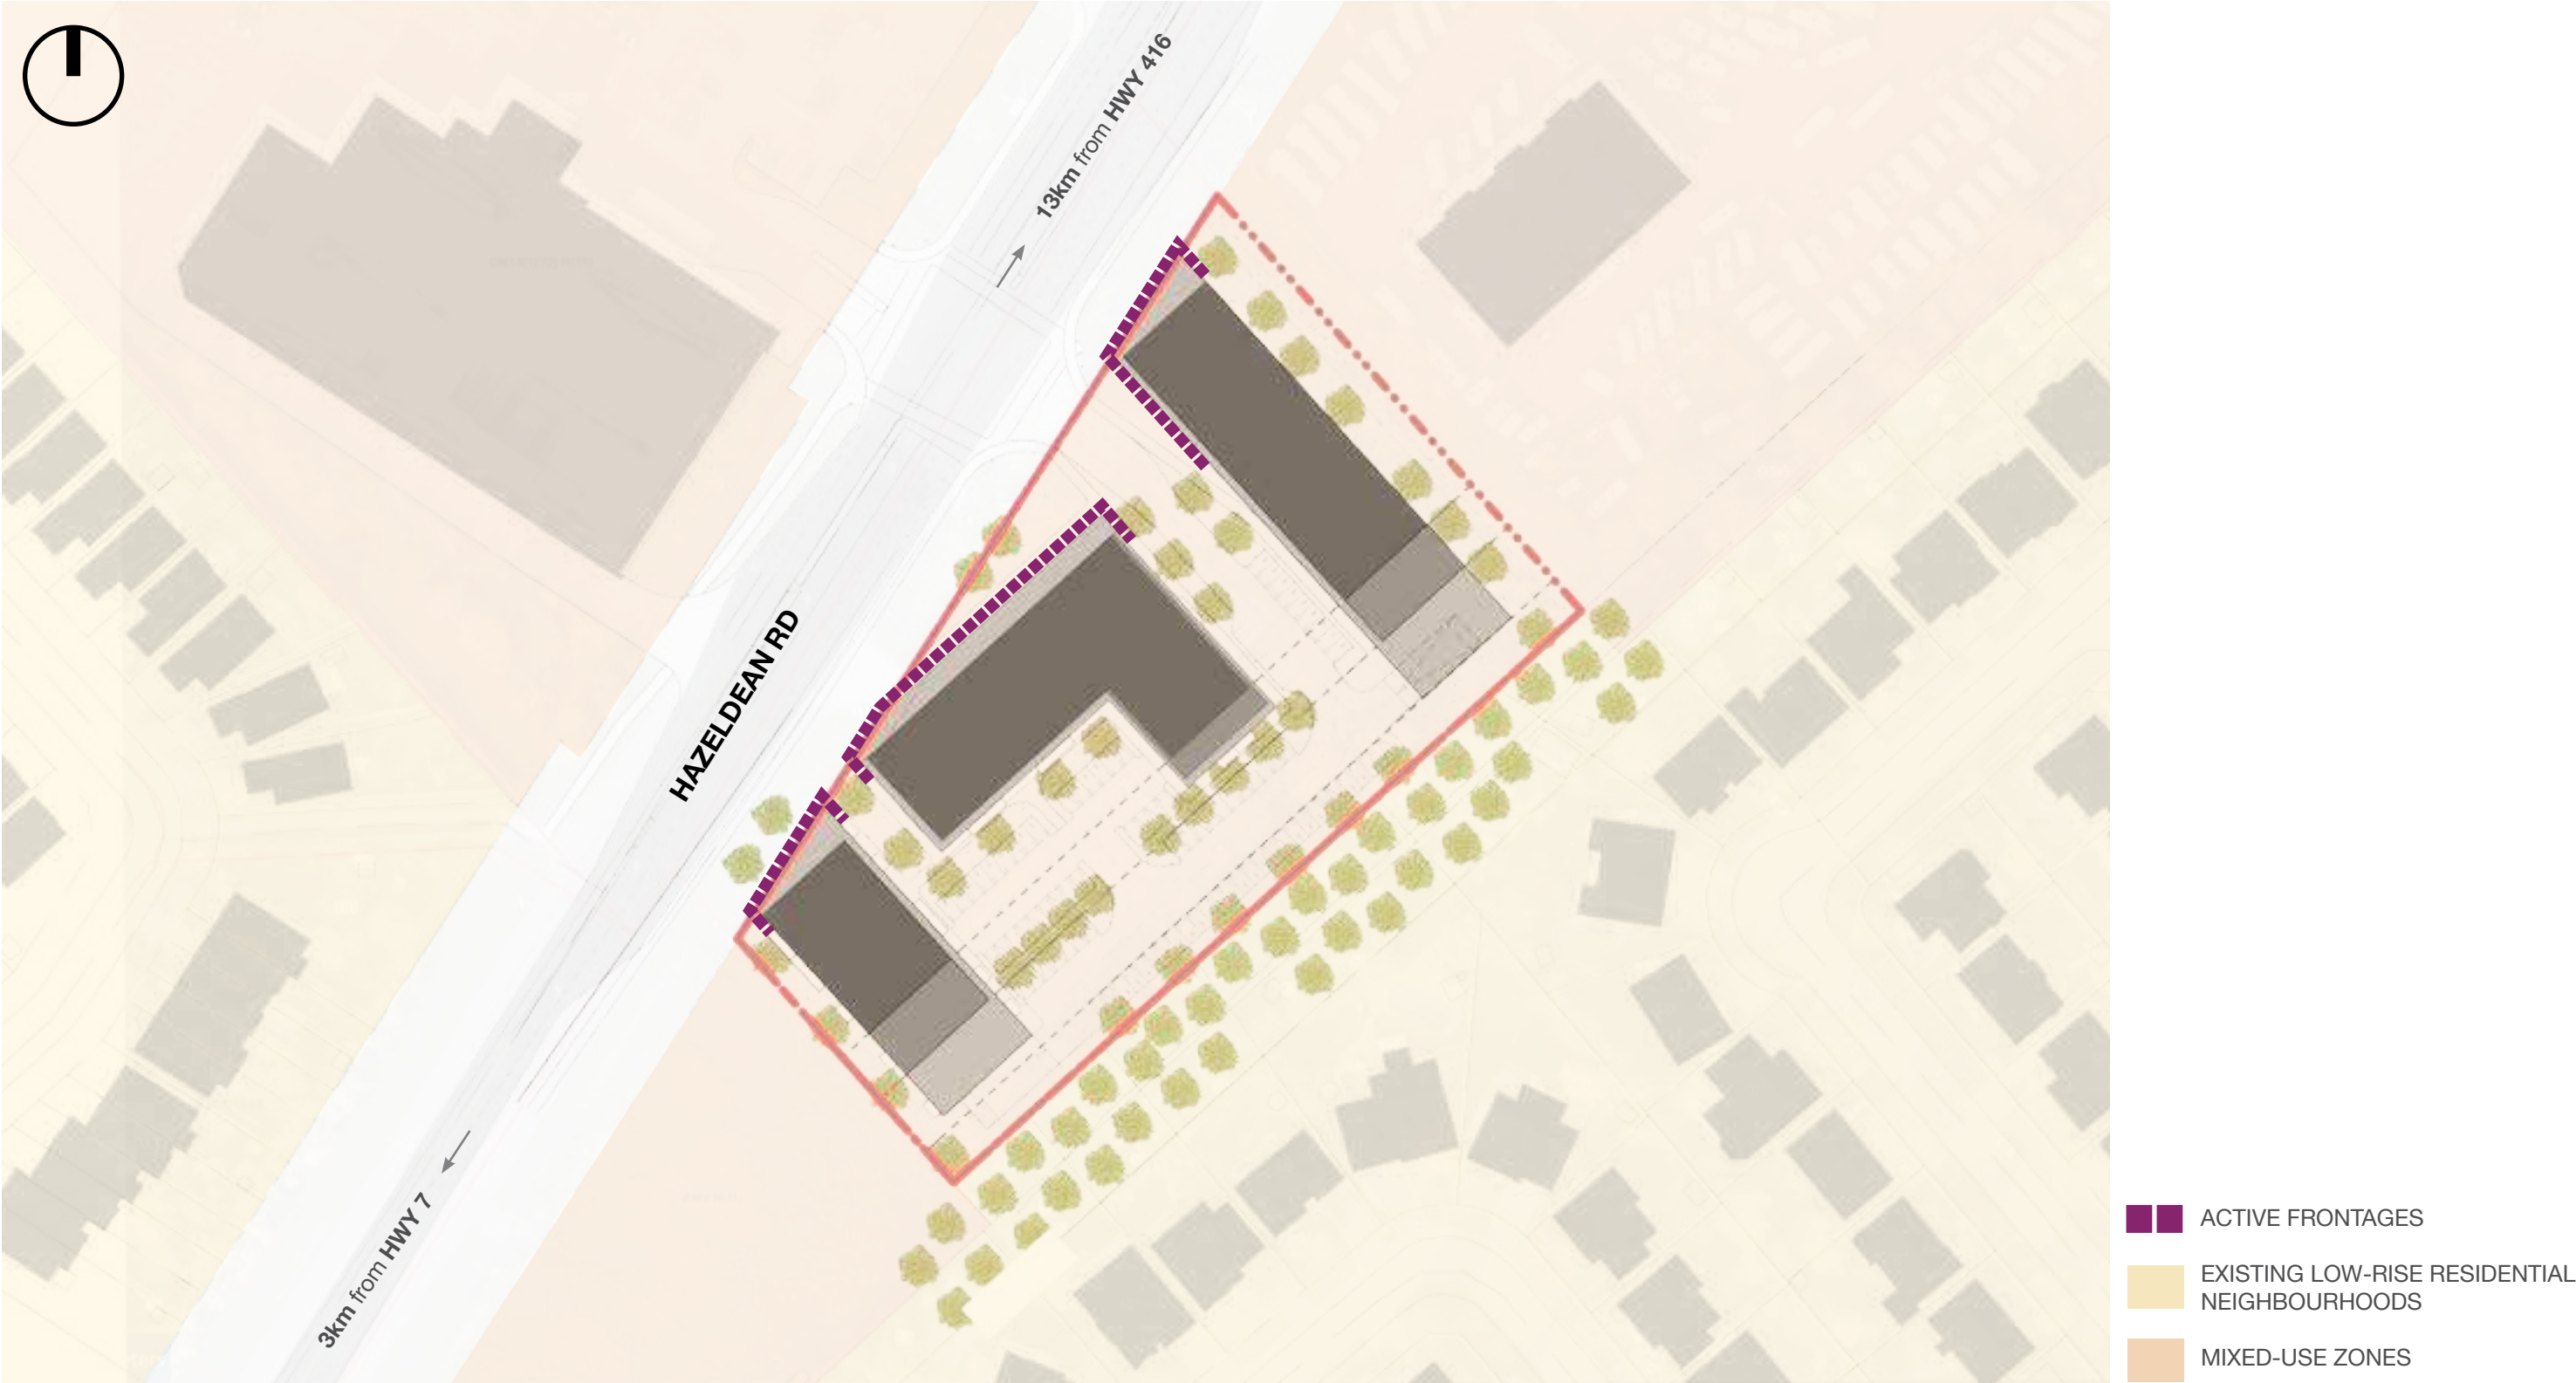 13km from HWY 416
HAZELDEAN RD
3km from HWY 7
ACTIVE FRONTAGES
EXISTING LOW-RISE RESIDENTIAL
NEIGHBOURHOODS
MIXED-USE ZONES